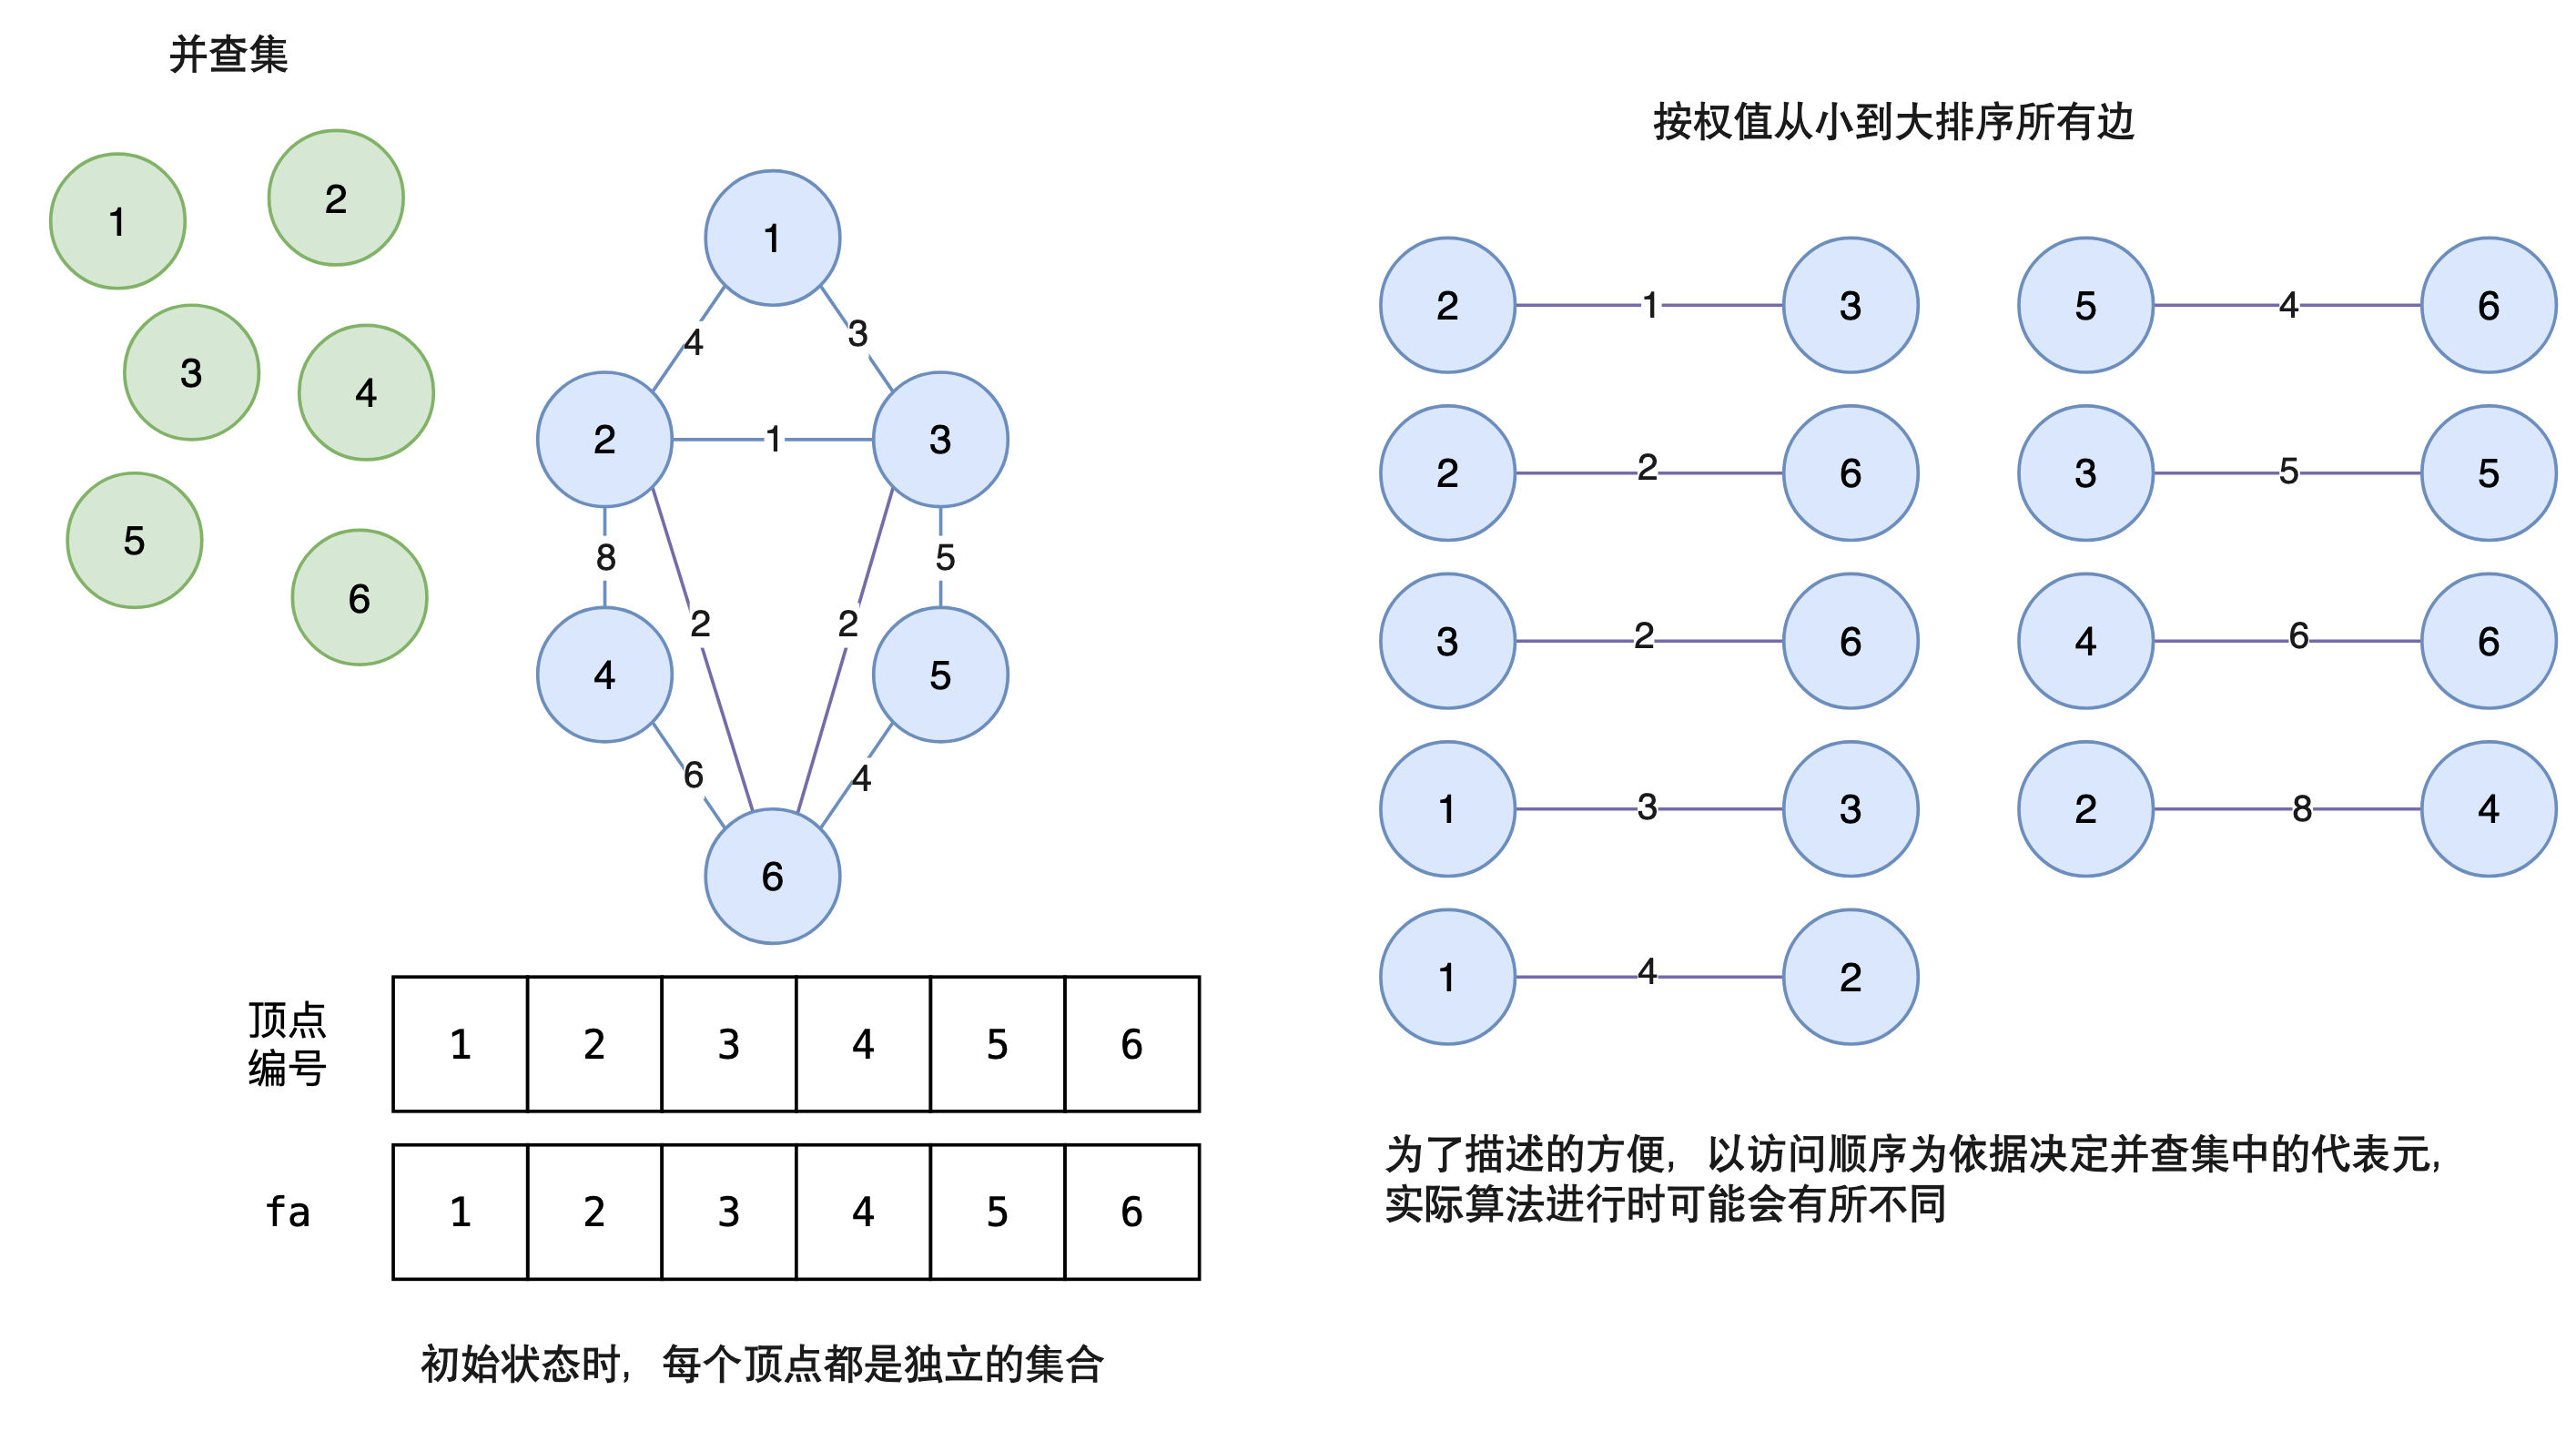 并查集
1
2
3
4
5
6
1
4
3
2
1
3
8
5
2
2
4
5
6
4
6
顶点
编号
1 2 3 4 5 6
fa
1 2 3 4 5 6
初始状态时，每个顶点都是独立的集合
按权值从小到大排序所有边
2 1 3
2 2 6
3 2 6
1 3 3
1 4 2
5 4 6
3 5 5
4 6 6
2 8 4
为了描述的方便，以访问顺序为依据决定并查集中的代表元，
实际算法进行时可能会有所不同